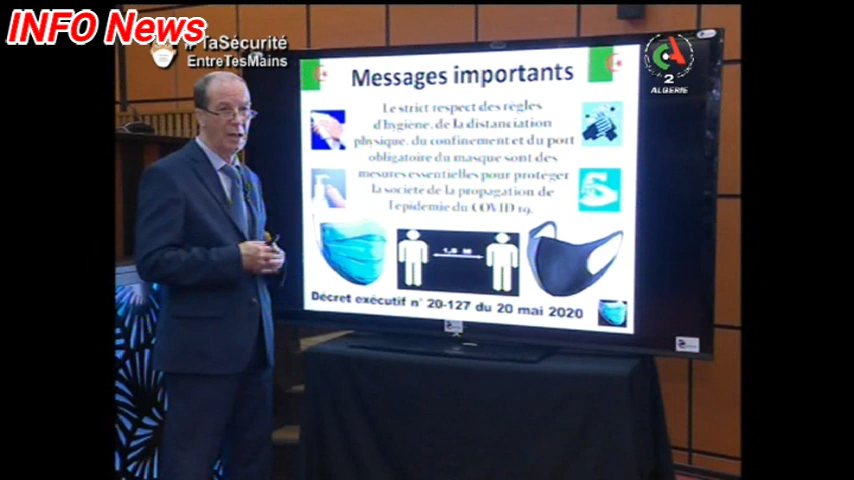 INFO News
#TaSécurité
EntreTesMains
2
ALGERIE
Messages importants
Le strict respect des règles
d'hygiène, de la distanciation
physique, du confinement et du port
obligatoire du masque sont des
mesures essentielles pour protéger
la société de la propagation de
l'épidémie du COVID 19.
1,5 M
Décret exécutif n° 20-127 du 20 mai 2020